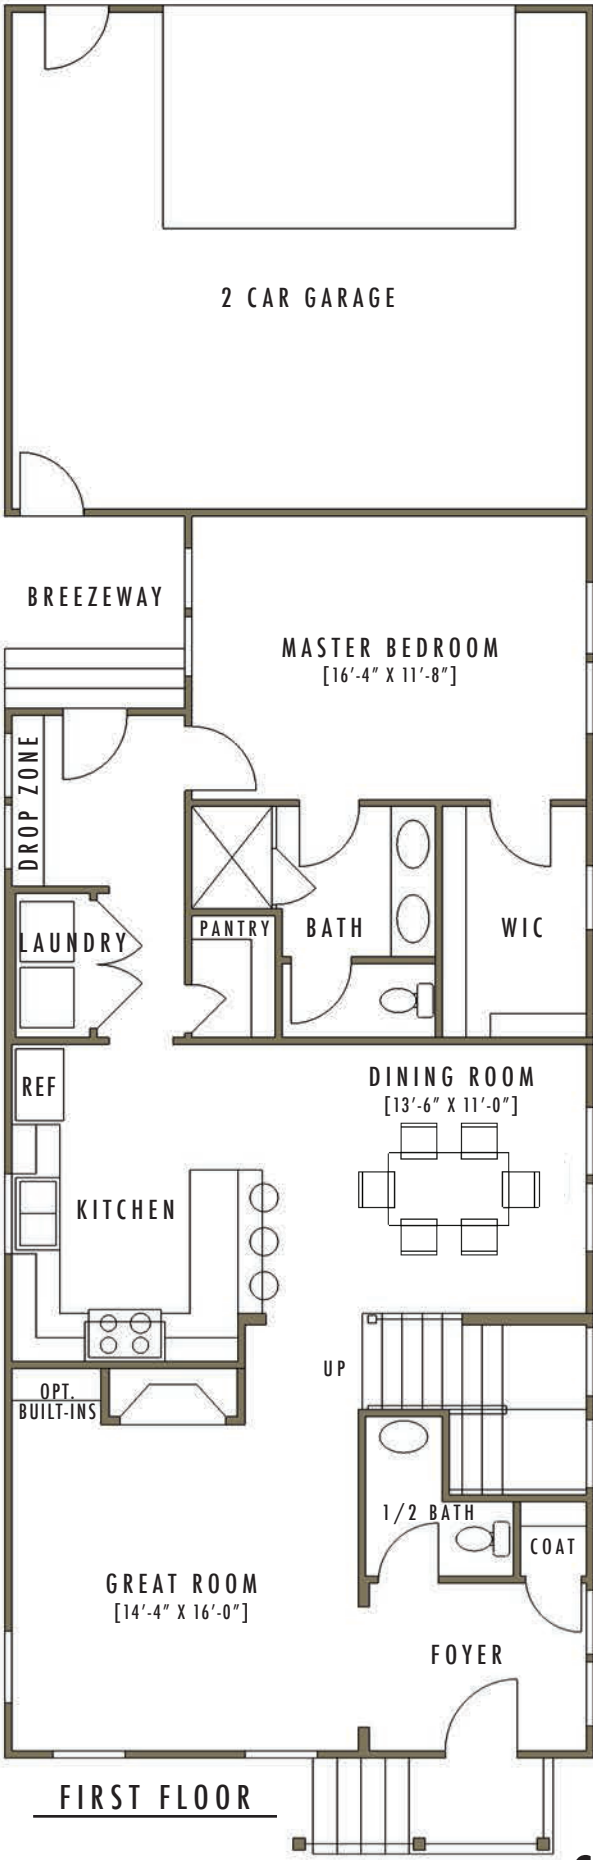 2 CAR GARAGE
BREEZEWAY
MASTER BEDROOM
[16'-4" X 11'-8"]
DROP ZONE
LAUNDRY
PANTRY
BATH
WIC
REF
DINING ROOM
[13'-6" X 11'-0"]
KITCHEN
UP
OPT.
BUILT-INS
1/2 BATH
COAT
GREAT ROOM
[14'-4" X 16'-0"]
FOYER
FIRST FLOOR